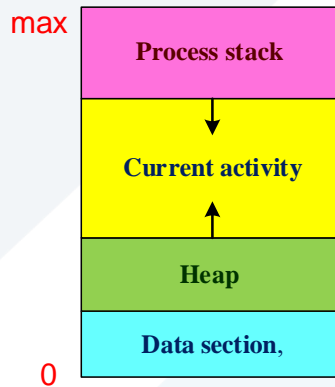 max
Process stack
Current activity
Heap
Data section,
0